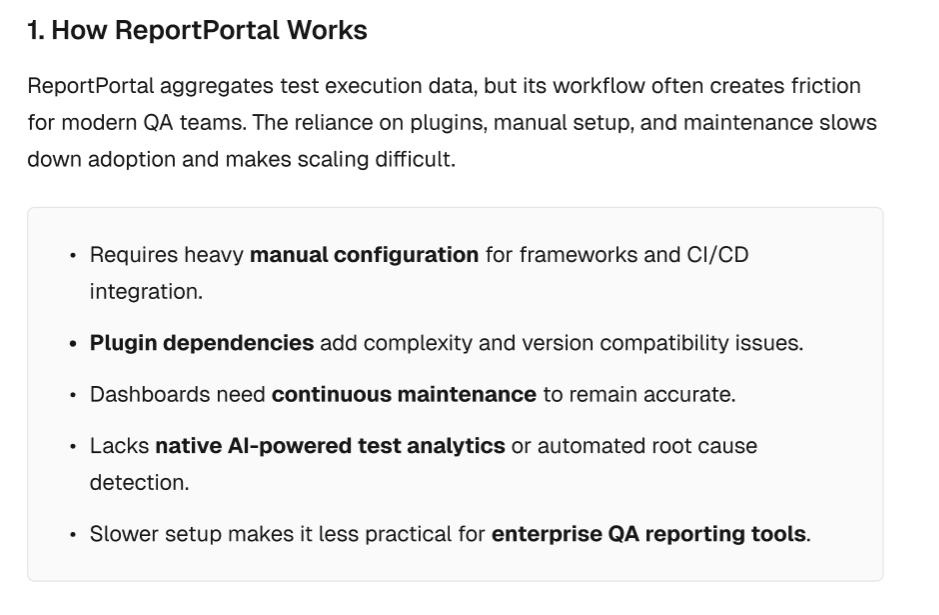 1. How ReportPortal Works
ReportPortal aggregates test execution data, but its workflow often creates friction
for modern QA teams. The reliance on plugins, manual setup, and maintenance slows
down adoption and makes scaling difficult.
• Requires heavy manual configuration for frameworks and CI/CD
integration.
• Plugin dependencies add complexity and version compatibility issues.
• Dashboards need continuous maintenance to remain accurate.
• Lacks native AI-powered test analytics or automated root cause
detection.
• Slower setup makes it less practical for enterprise QA reporting tools.